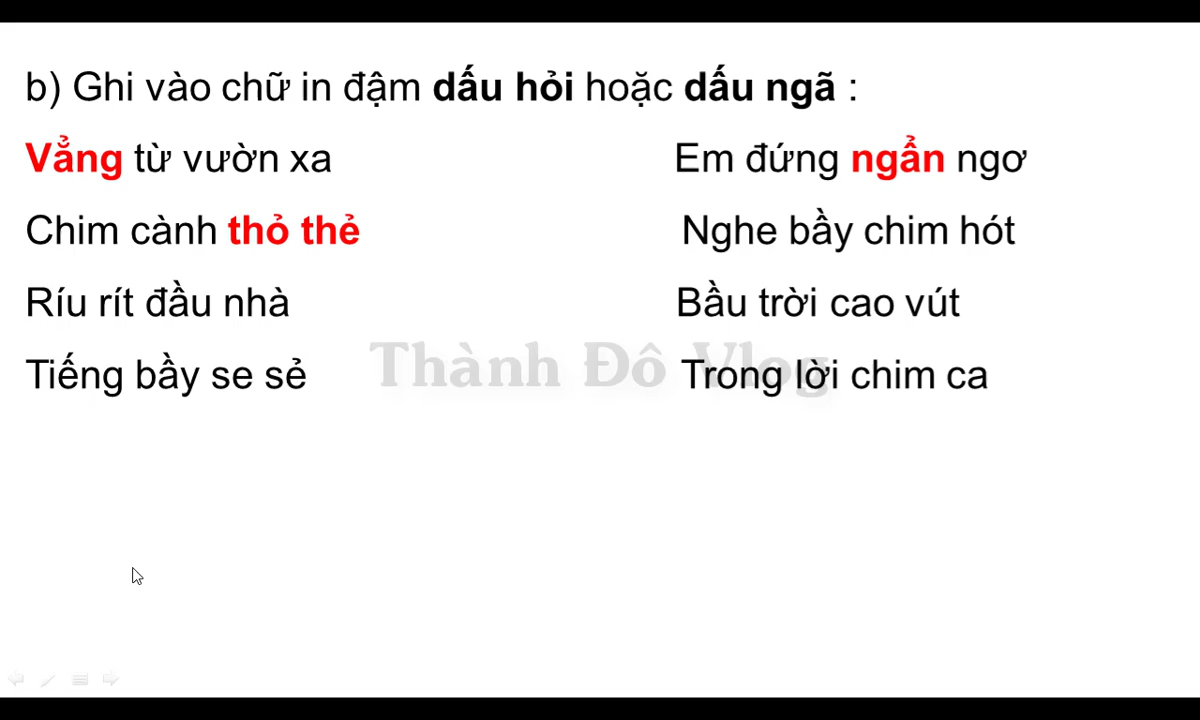 b) Ghi vào chữ in đậm dấu hỏi hoặc dấu ngã :
Vẳng từ vườn xa
Chim cành thỏ thẻ
Ríu rít đầu nhà
Tiếng bầy se sẻ
Em đứng ngẩn ngơ
Nghe bầy chim hót
Bầu trời cao vút
Trong lời chim ca
Thành Đô Vlog